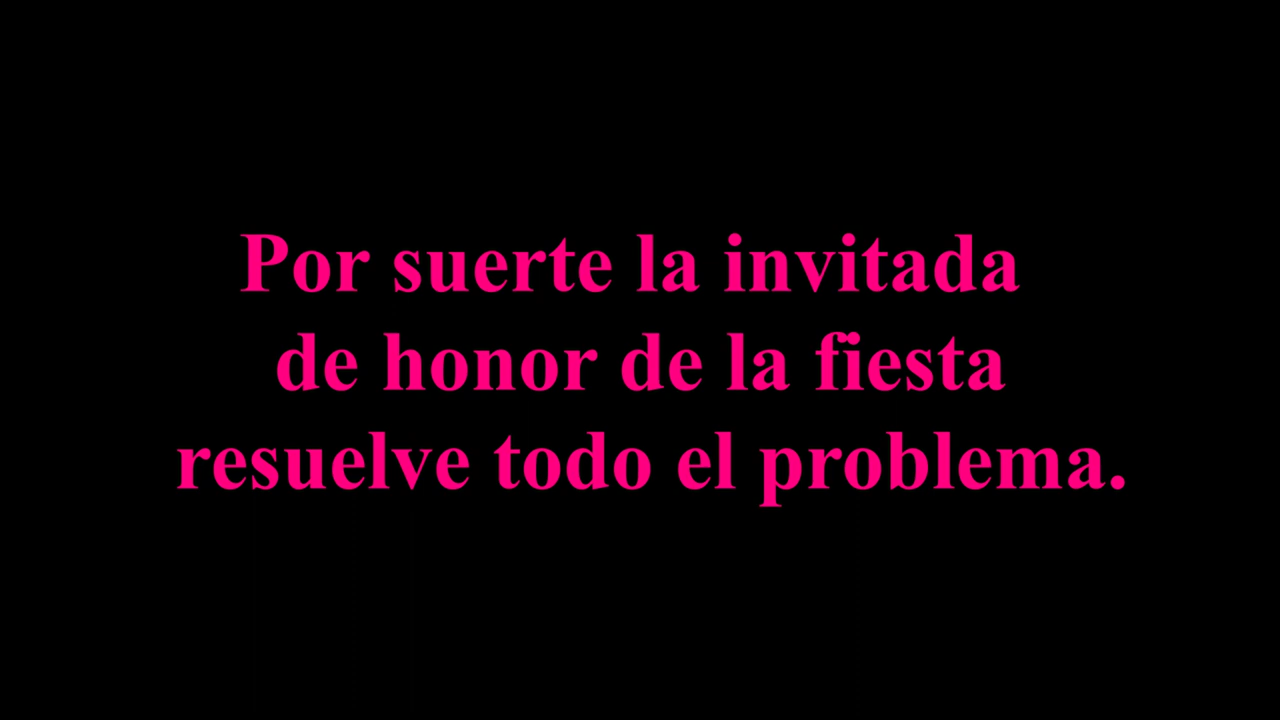 Por suerte la invitada
de honor de la fiesta
resuelve todo el problema.